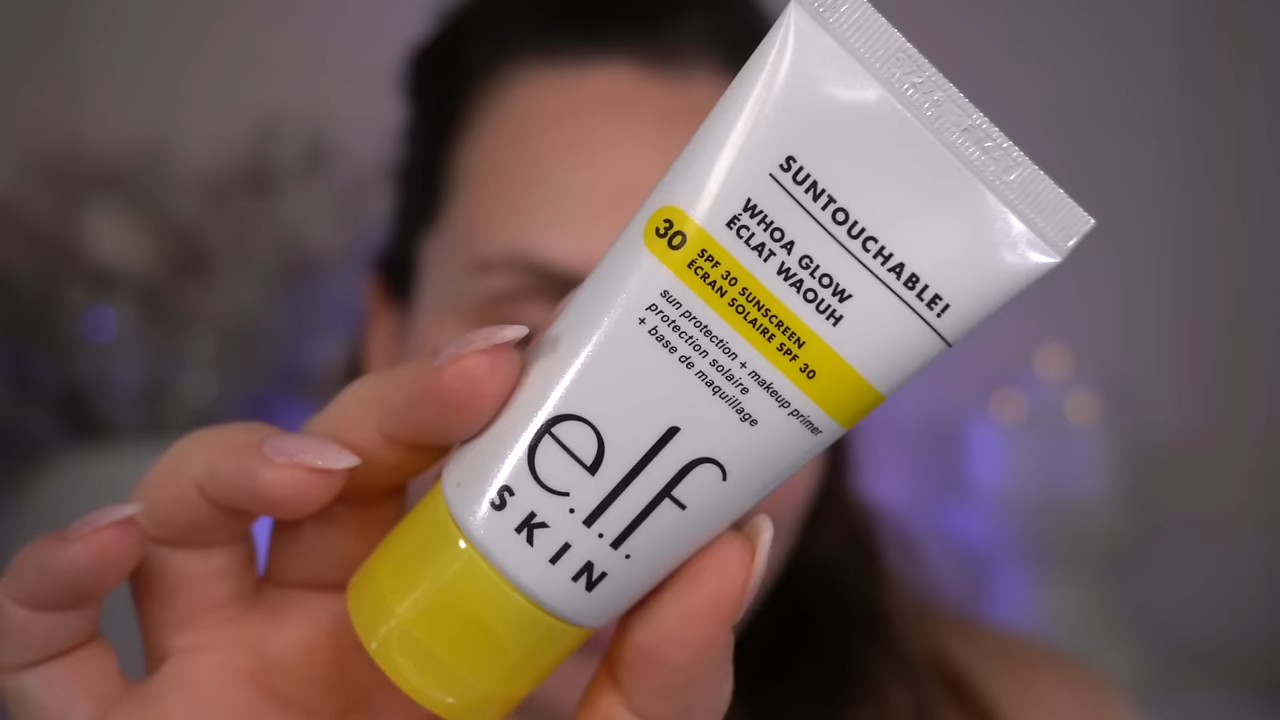 SUNTOUCHABLE!
WHOA GLOW
ÉCLAT WAOUH
30
SPF 30 SUNSCREEN
ÉCRAN SOLAIRE SPF 30
sun protection + makeup primer
protection solaire
+ base de maquillage
e.l.f.
SKIN